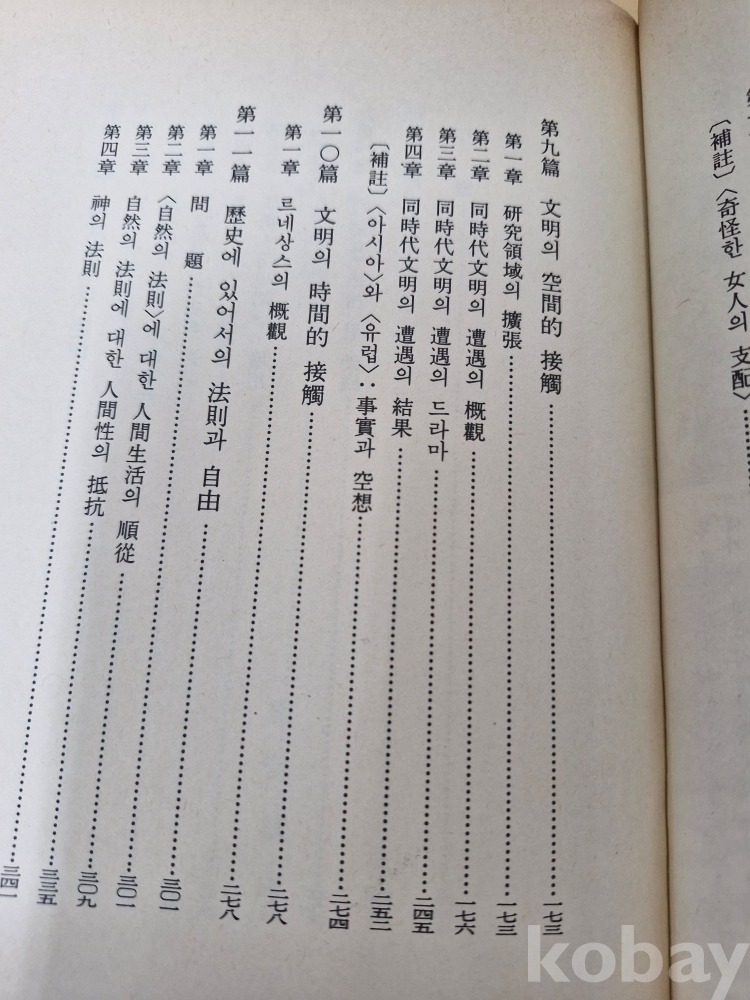 〔補註〕〈奇怪한 女人의 支配〉
第九篇 文明의 空間的 接觸……一七三
第一章 研究領域의 擴張……一七三
第二章 同時代文明의 遭遇의 概觀……一七六
第三章 同時代文明의 遭遇의 드라마……二四五
第四章 同時代文明의 遭遇의 結果……二五二
〔補註〕〈아시아〉와 〈유럽〉: 事實과 空想……二七四
第一〇篇 文明의 時間的 接觸……二七八
第一章 르네상스의 概觀……二七八
第一一篇 歷史에 있어서의 法則과 自由……三〇一
第一章 問 題……三〇一
第二章 〈自然의 法則〉에 대한 人間生活의 順從……三〇九
第三章 自然의 法則에 대한 人間性의 抵抗……三三五
第四章 神의 法則……三四一
kobay